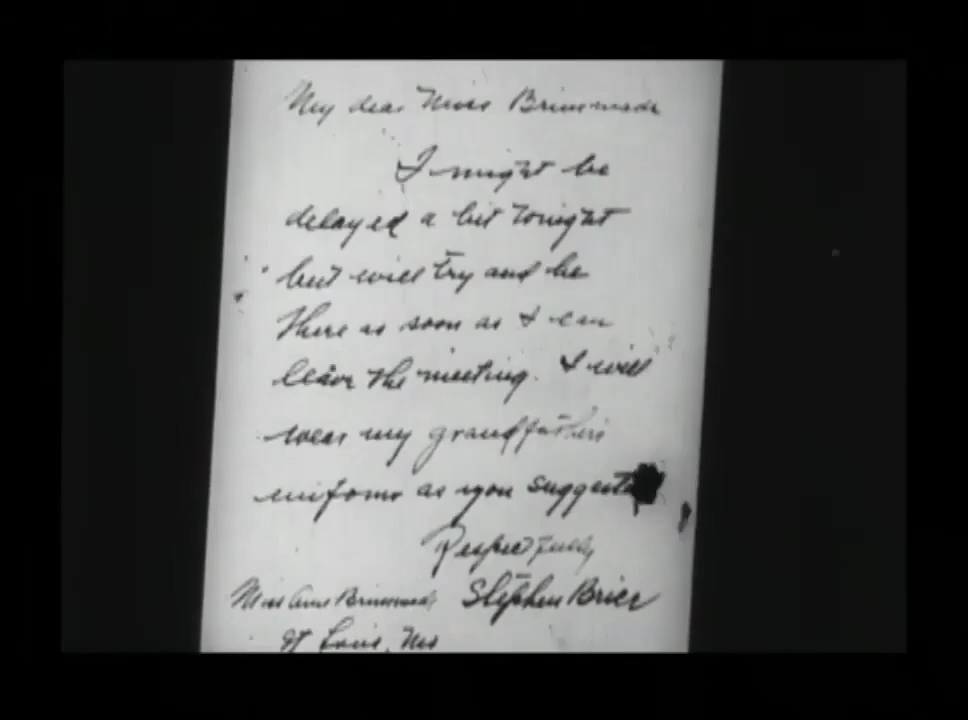 My dear Miss Brinsmade
I might be
delayed a bit tonight
but will try and be
there as soon as I can
leave the meeting. I will
wear my grandfather's
uniform as you suggested
Respectfully
Stephen Brier
Miss Anne Brinsmade
St Louis, Mo